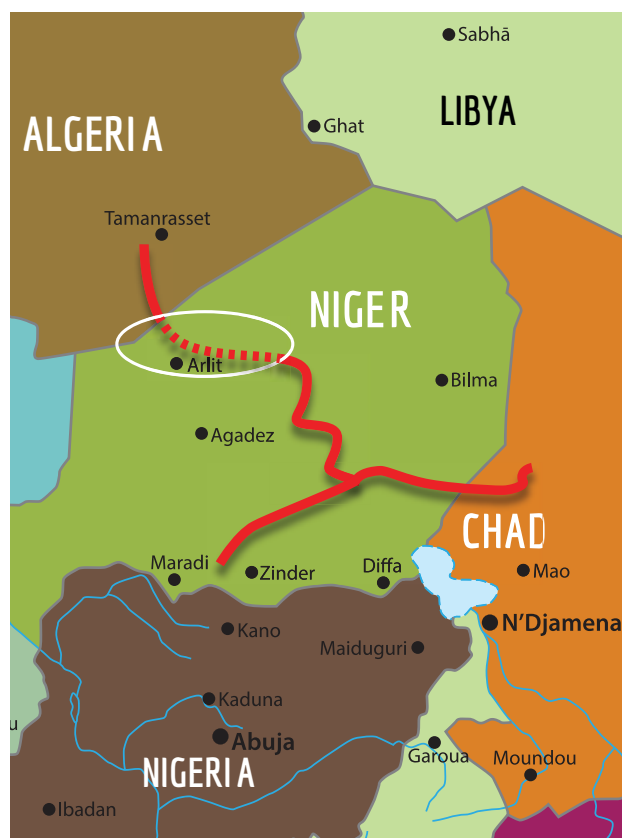 Sabhā
LIBYA
ALGERIA
Ghat
Tamanrasset
NIGER
Arlit
Bilma
Agadez
CHAD
Maradi
Zinder
Diffa
Mao
Kano
N'Djamena
Maiduguri
Kaduna
u
Abuja
Garoua
Moundou
NIGERIA
Ibadan